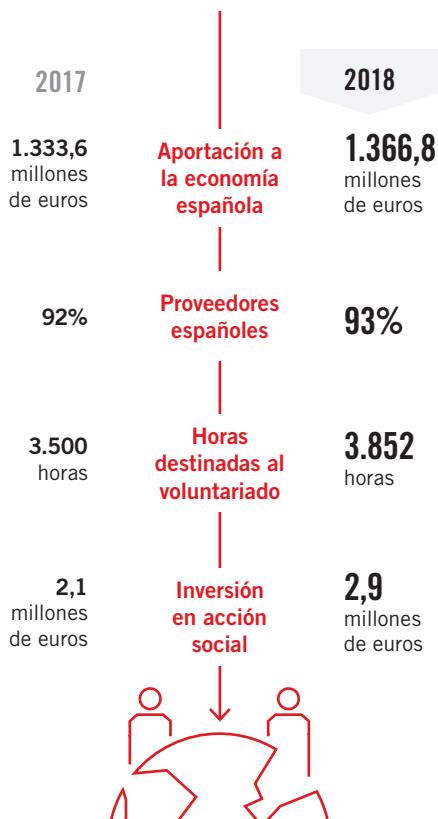 2017
2018
1.333,6
millones
de euros
Aportación a
la economía
española
1.366,8
millones
de euros
92%
Proveedores
españoles
93%
3.500
horas
Horas
destinadas al
voluntariado
3.852
horas
2,1
millones
de euros
Inversión
en acción
social
2,9
millones
de euros